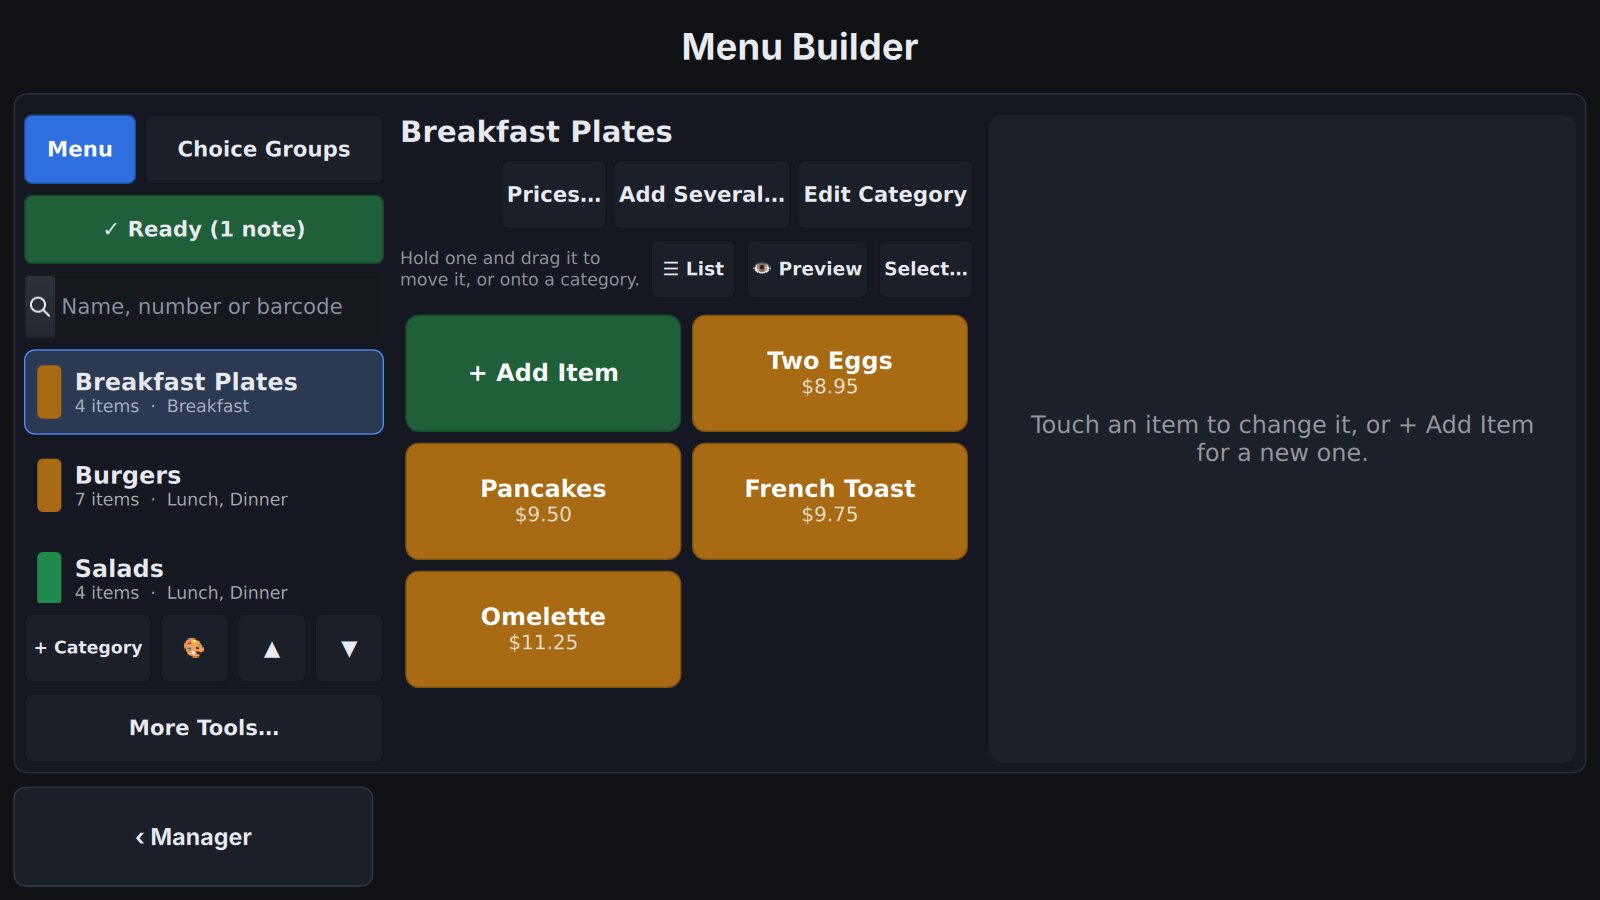 Menu Builder
Menu
Choice Groups
✓ Ready (1 note)
Name, number or barcode
Breakfast Plates
4 items · Breakfast
Burgers
7 items · Lunch, Dinner
Salads
4 items · Lunch, Dinner
+ Category
▲
▼
More Tools...
Breakfast Plates
Prices...
Add Several...
Edit Category
Hold one and drag it to
move it, or onto a category.
☰ List
👁 Preview
Select...
+ Add Item
Two Eggs
$8.95
Pancakes
$9.50
French Toast
$9.75
Omelette
$11.25
Touch an item to change it, or + Add Item
for a new one.
‹ Manager